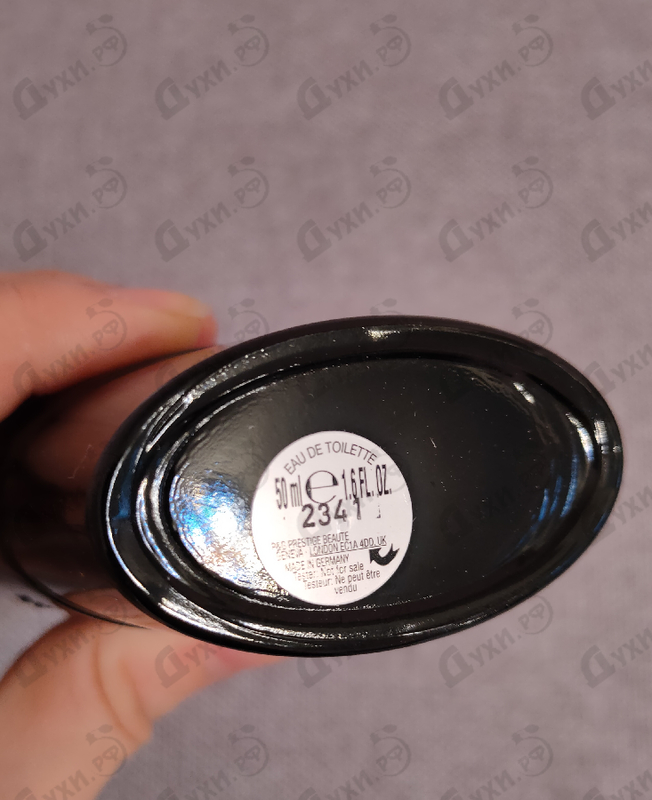 EAU DE TOILETTE
50 ml e 1.6 FL. OZ.
2341
P&G PRESTIGE BEAUTE
GENEVA LONDON EC1A 4DD, UK
MADE IN GERMANY
Tester: Not for sale
Testeur: Ne peut être
vendu
Духи.РФ